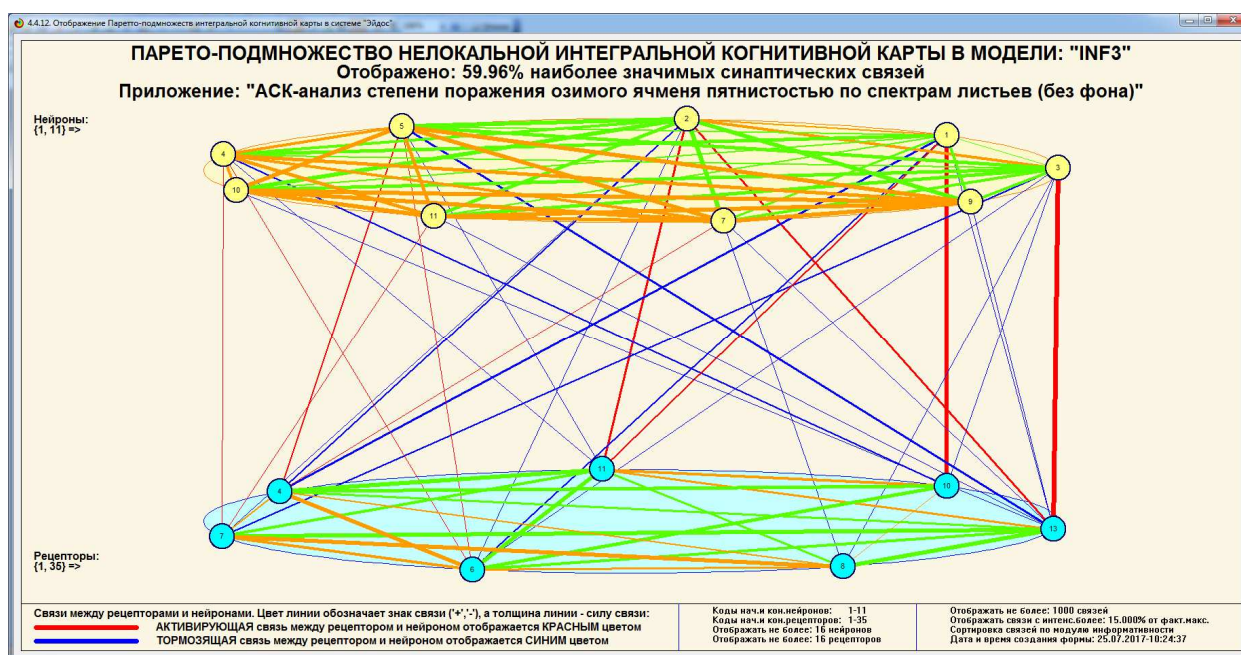 4.4.12. Отображение Паретто-подмножеств интегральной когнитивной карты в системе "Эйдос"
ПАРЕТО-ПОДМНОЖЕСТВО НЕЛОКАЛЬНОЙ ИНТЕГРАЛЬНОЙ КОГНИТИВНОЙ КАРТЫ В МОДЕЛИ: "INF3"
Отображено: 59.96% наиболее значимых синаптических связей
Приложение: "АСК-анализ степени поражения озимого ячменя пятнистостью по спектрам листьев (без фона)"
Нейроны:
{1, 11} =>
5
2
1
4
3
10
11
7
9
11
4
10
7
13
6
8
Рецепторы:
{1, 35} =>
Связи между рецепторами и нейронами. Цвет линии обозначает знак связи ('+','-'), а толщина линии - силу связи:
АКТИВИРУЮЩАЯ связь между рецептором и нейроном отображается КРАСНЫМ цветом
ТОРМОЗЯЩАЯ связь между рецептором и нейроном отображается СИНИМ цветом
Коды нач.и кон.нейронов: 1-11
Коды нач.и кон.рецепторов: 1-35
Отображать не более: 16 нейронов
Отображать не более: 16 рецепторов
Отображать не более: 1000 связей
Отображать связи с интенс.более: 15.000% от факт.макс.
Сортировка связей по модулю информативности
Дата и время создания формы: 25.07.2017-10:24:37